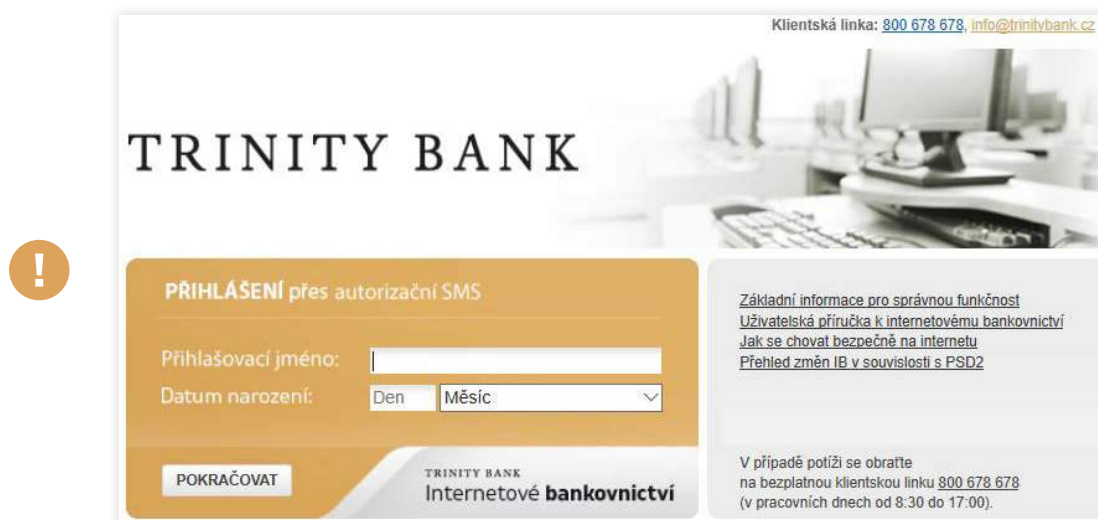 Klientská linka: 800 678 678, info@trinitybank.cz
TRINITY BANK
!
PŘIHLÁŠENÍ přes autorizační SMS
Přihlašovací jméno:
Datum narození: Den Měsíc
POKRAČOVAT
TRINITY BANK
Internetové bankovnictví
Základní informace pro správnou funkčnost
Uživatelská příručka k internetovému bankovnictví
Jak se chovat bezpečně na internetu
Přehled změn IB v souvislosti s PSD2
V případě potíži se obraťte
na bezplatnou klientskou linku 800 678 678
(v pracovních dnech od 8:30 do 17:00).